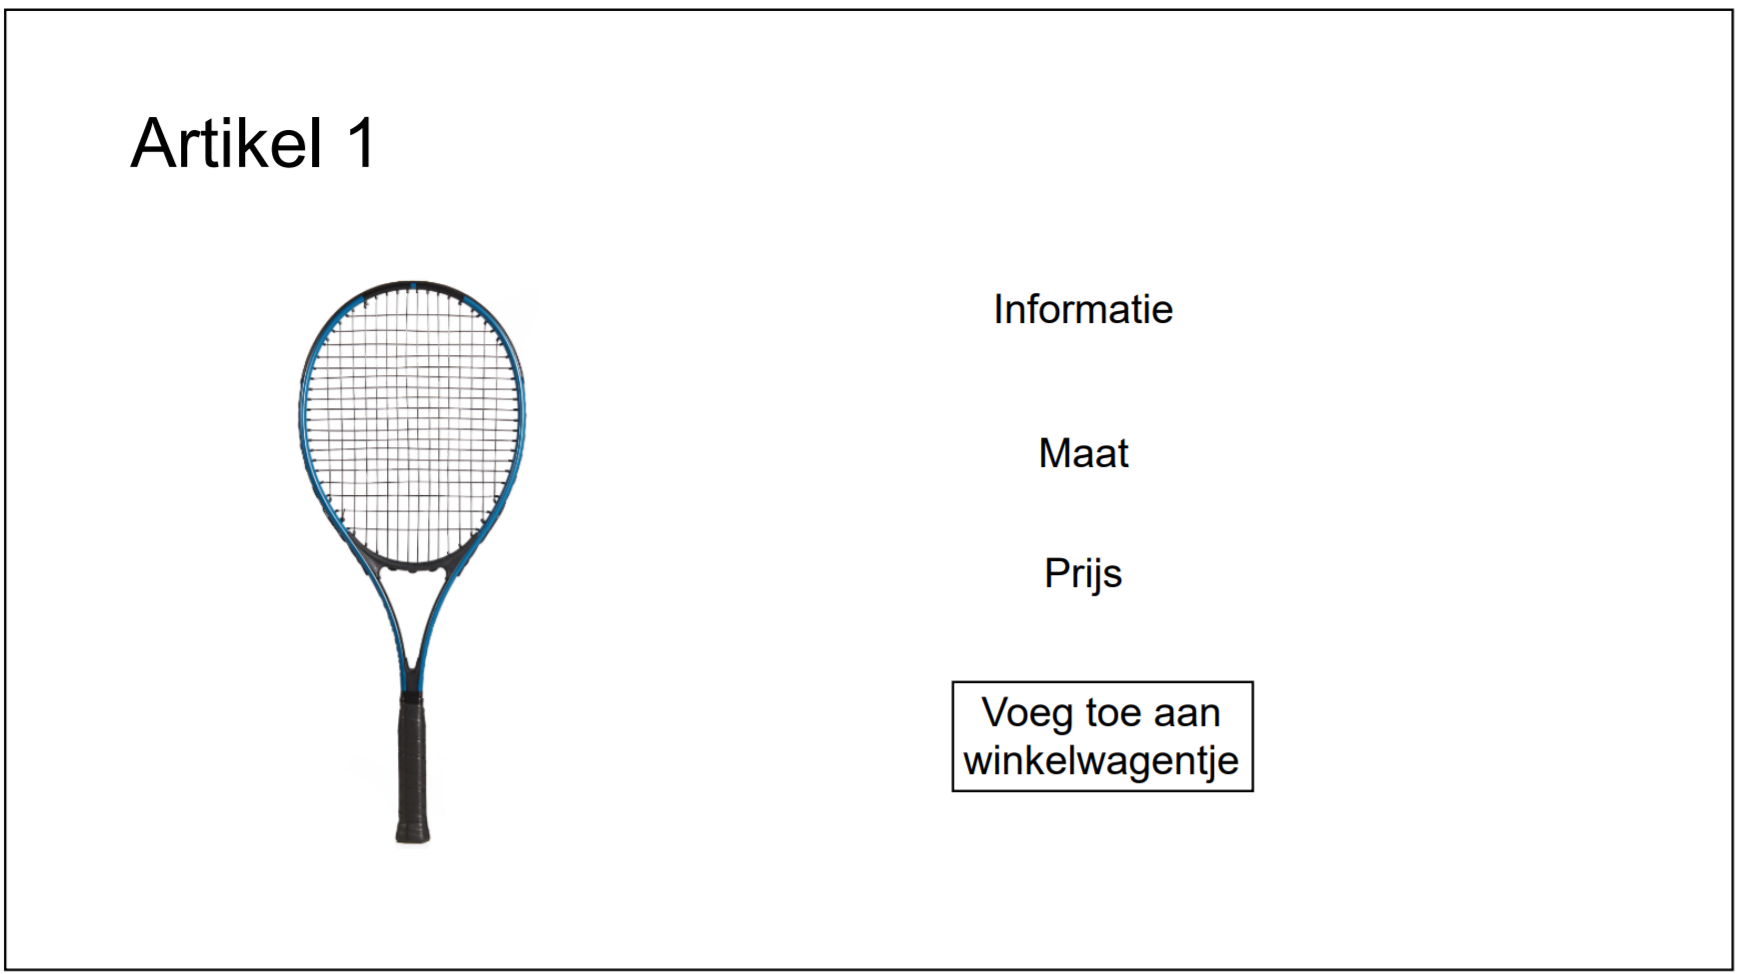 Artikel 1
Informatie
Maat
Prijs
Voeg toe aan
winkelwagentje